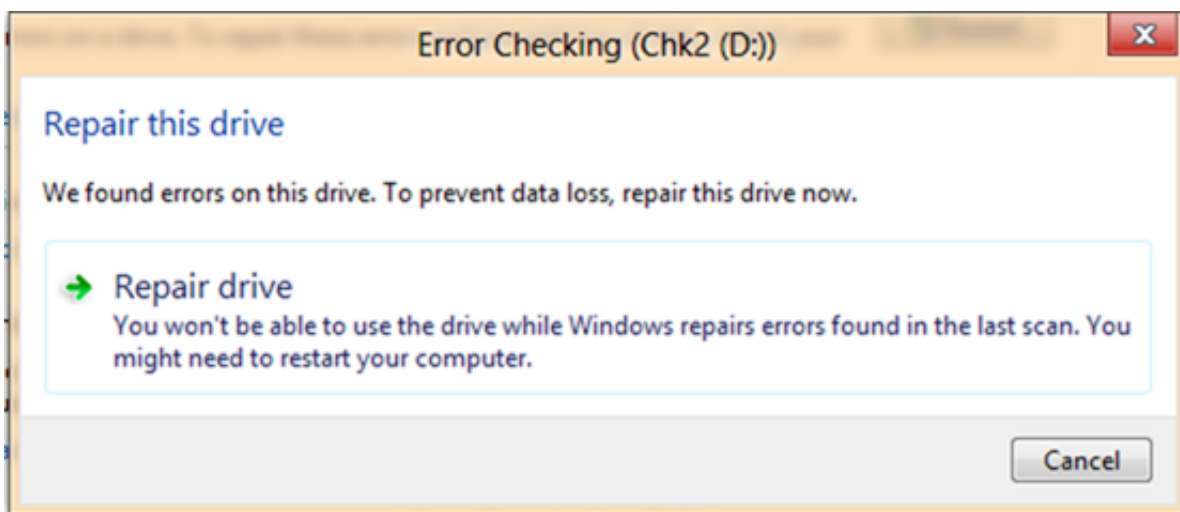 Error Checking (Chk2 (D:))
Repair this drive
We found errors on this drive. To prevent data loss, repair this drive now.
Repair drive
You won't be able to use the drive while Windows repairs errors found in the last scan. You
might need to restart your computer.
Cancel